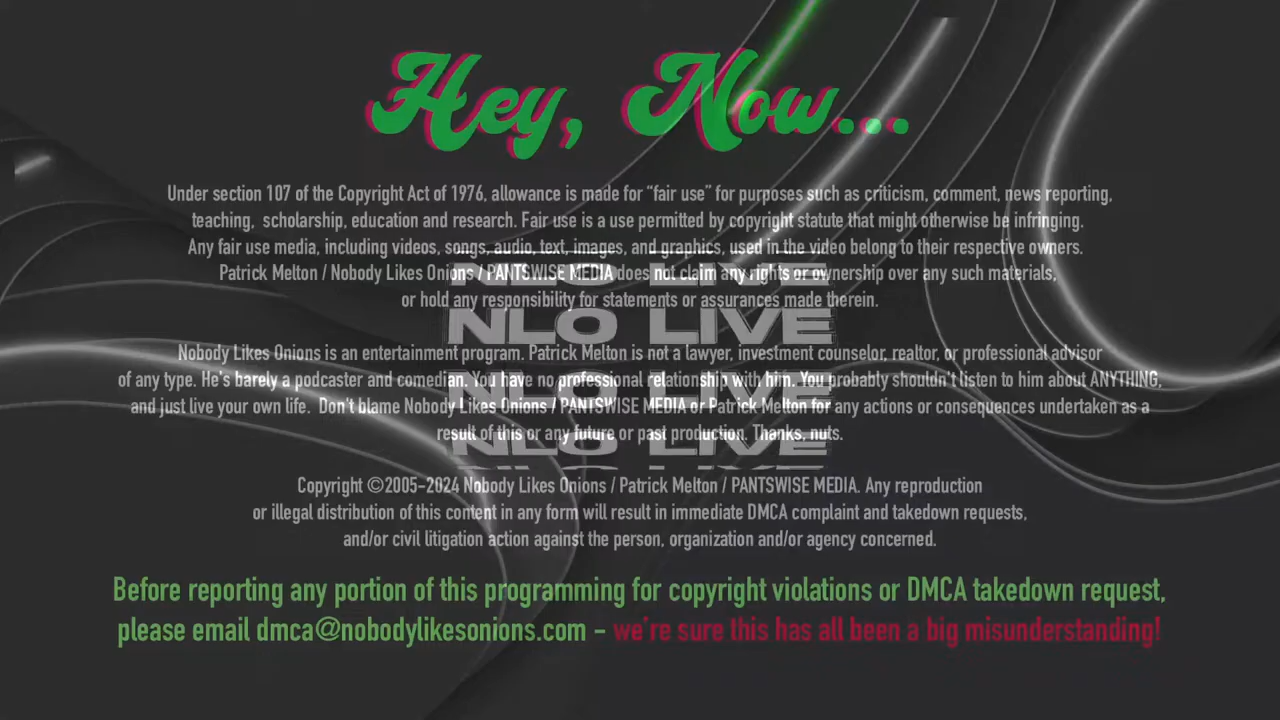 Hey, Now...
Under section 107 of the Copyright Act of 1976, allowance is made for “fair use” for purposes such as criticism, comment, news reporting,
teaching, scholarship, education and research. Fair use is a use permitted by copyright statute that might otherwise be infringing.
Any fair use media, including videos, songs, audio, text, images, and graphics, used in the video belong to their respective owners.
NLO LIVE
Patrick Melton / Nobody Likes Onions / PANTSWISE MEDIA does not claim any rights or ownership over any such materials,
or hold any responsibility for statements or assurances made therein.
NLO LIVE
Nobody Likes Onions is an entertainment program. Patrick Melton is not a lawyer, investment counselor, realtor, or professional advisor
of any type. He's barely a podcaster and comedian. You have no professional relationship with him. You probably shouldn't listen to him about ANYTHING,
NLO LIVE
and just live your own life. Don't blame Nobody Likes Onions / PANTSWISE MEDIA or Patrick Melton for any actions or consequences undertaken as a
result of this or any future or past production. Thanks, nuts.
NLO LIVE
Copyright ©2005-2024 Nobody Likes Onions / Patrick Melton / PANTSWISE MEDIA. Any reproduction
or illegal distribution of this content in any form will result in immediate DMCA complaint and takedown requests,
and/or civil litigation action against the person, organization and/or agency concerned.
Before reporting any portion of this programming for copyright violations or DMCA takedown request,
please email dmca@nobodylikesonions.com - we're sure this has all been a big misunderstanding!